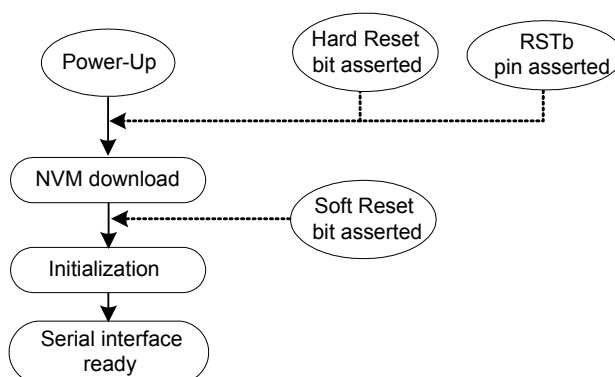 Power-Up
Hard Reset
bit asserted
RSTb
pin asserted
NVM download
Soft Reset
bit asserted
Initialization
Serial interface
ready